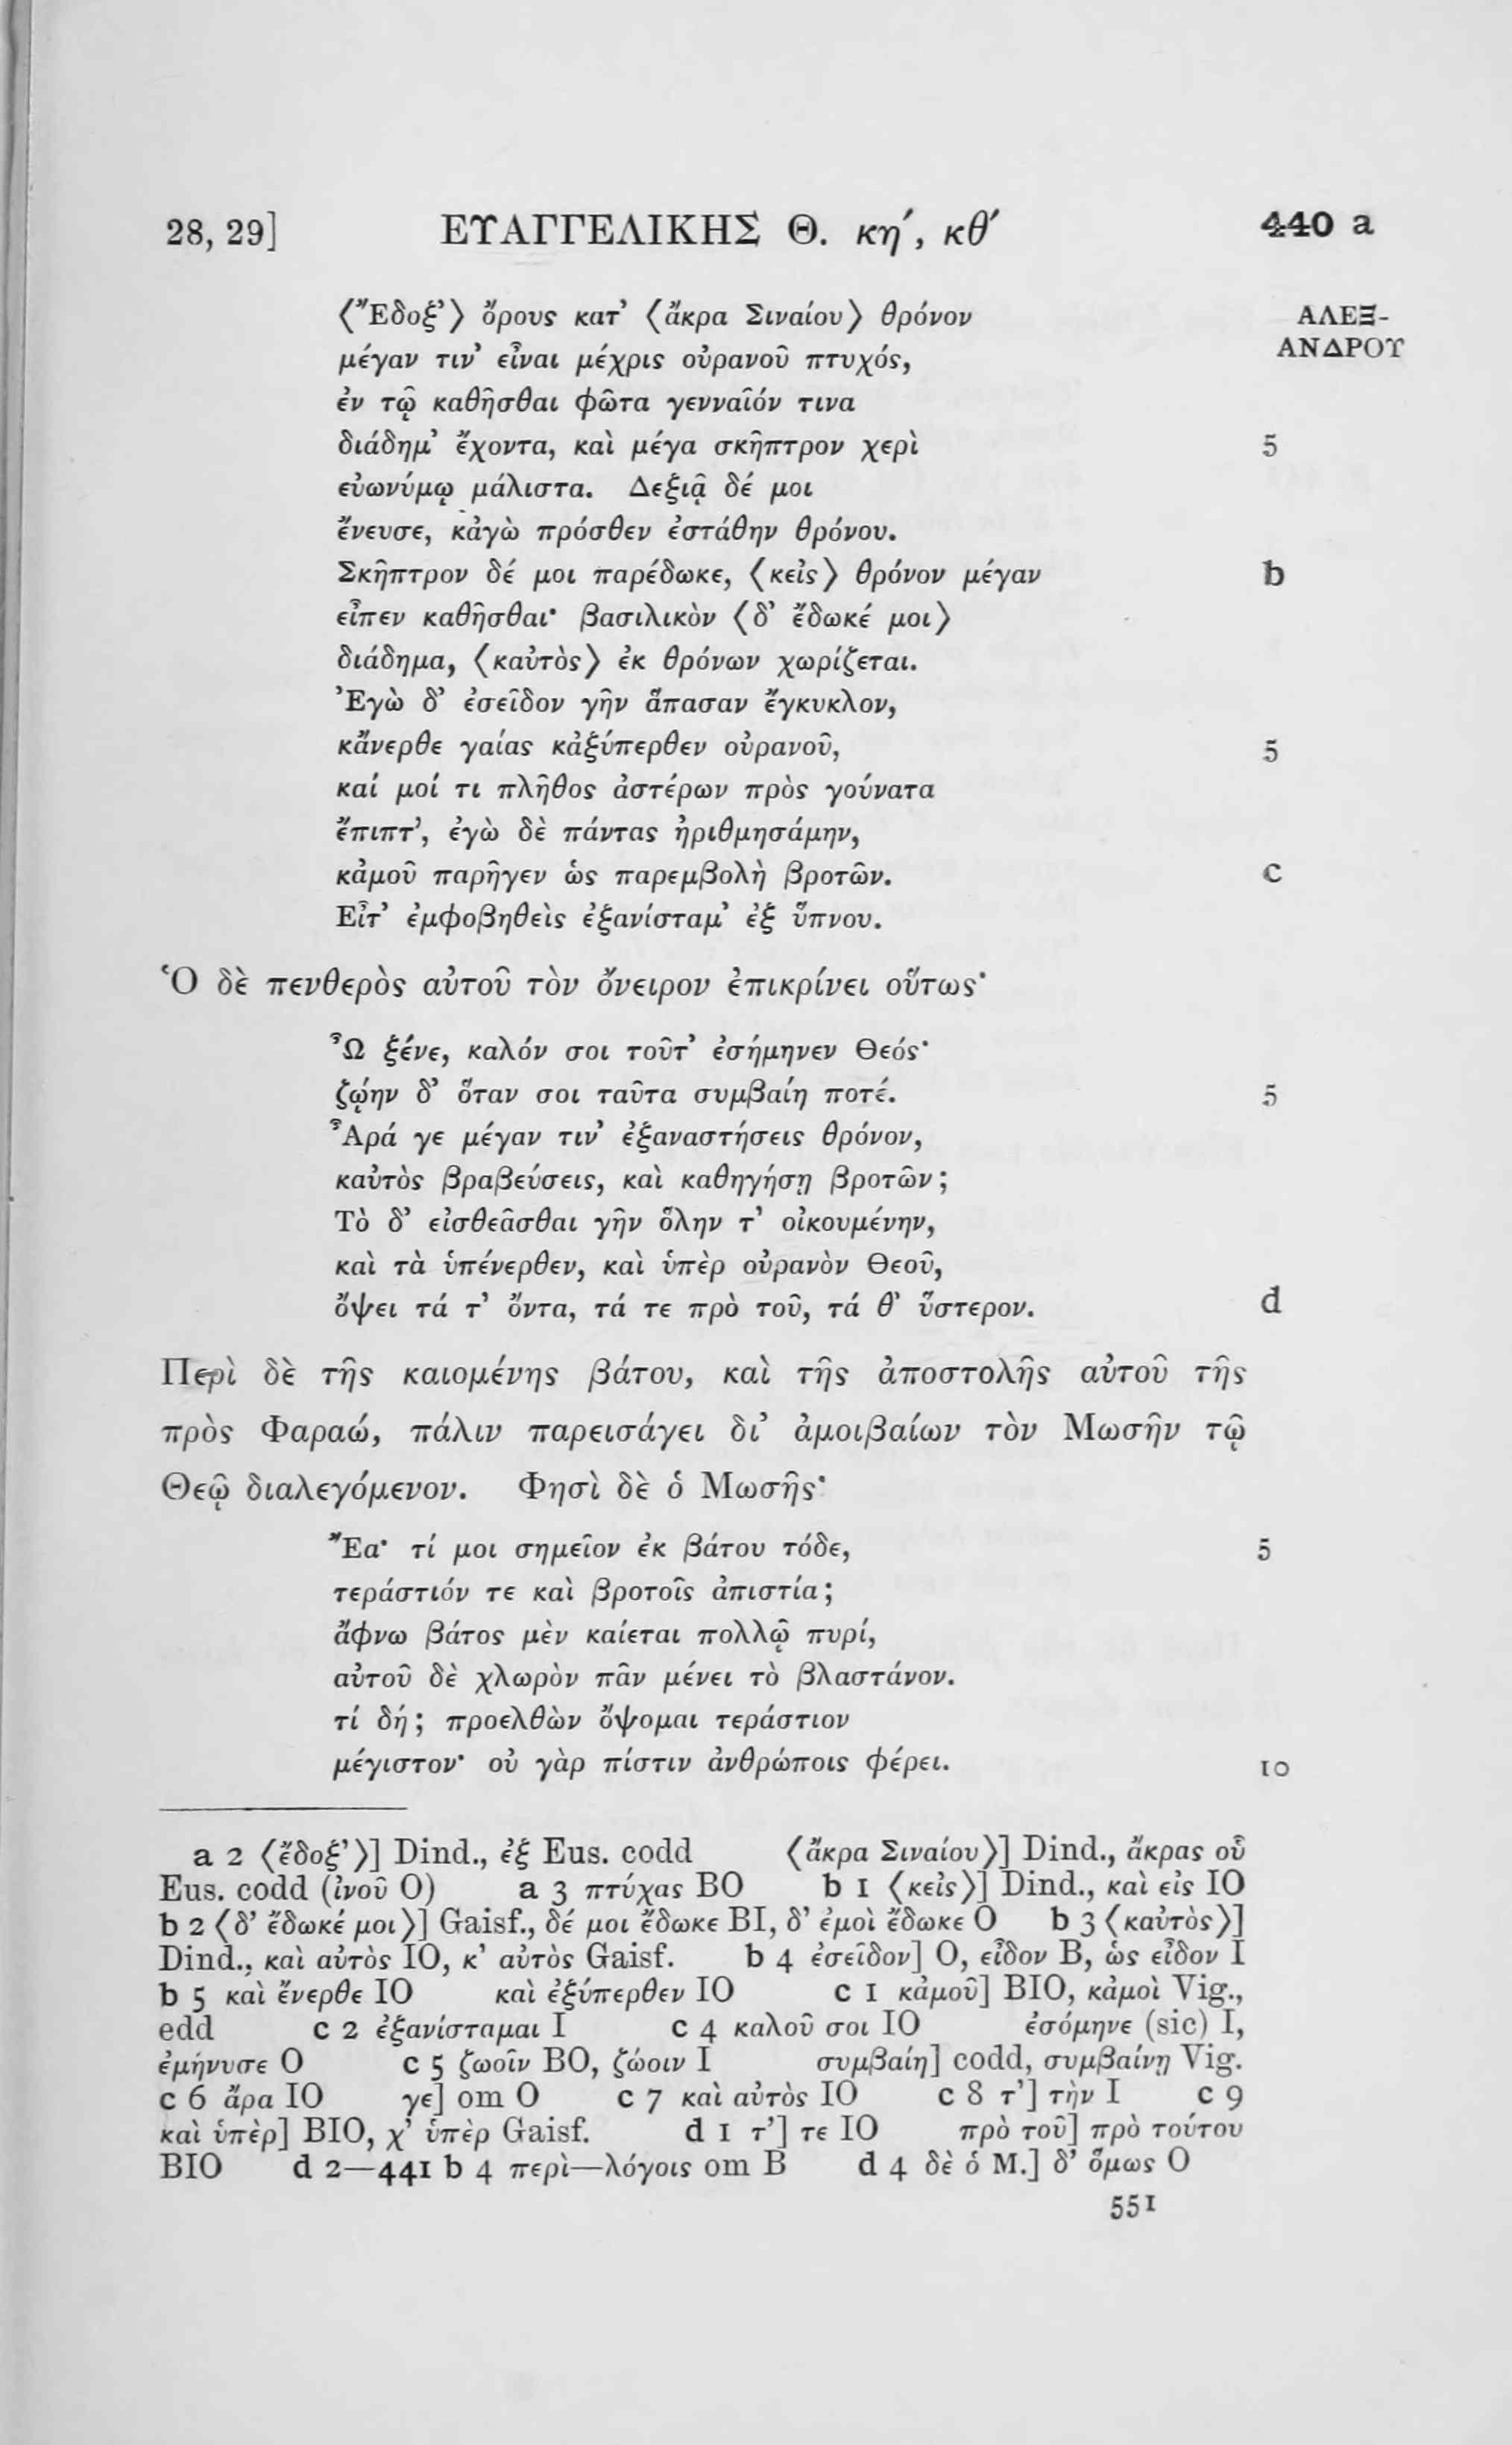 28, 29] ΕΥΑΓΓΕΛΙΚΗΣ Θ. κη΄, κθ΄ 440 a
⟨Ἔδοξ’⟩ ὄρους κατ’ ⟨ἄκρα Σιναίου⟩ θρόνον ΑΛΕΞ-
μέγαν τιν’ εἶναι μέχρις οὐρανοῦ πτυχός, ΑΝΔΡΟΥ
ἐν τῷ καθῆσθαι φῶτα γενναῖόν τινα
διάδημ’ ἔχοντα, καὶ μέγα σκῆπτρον χερὶ 5
εὐωνύμῳ μάλιστα. Δεξιᾷ δέ μοι
ἔνευσε, κἀγὼ πρόσθεν ἐστάθην θρόνου.
Σκῆπτρον δέ μοι παρέδωκε, ⟨κεἰς⟩ θρόνον μέγαν b
εἶπεν καθῆσθαι· βασιλικὸν ⟨δ’ ἔδωκέ μοι⟩
διάδημα, ⟨καὐτὸς⟩ ἐκ θρόνων χωρίζεται.
Ἐγὼ δ’ ἐσεῖδον γῆν ἅπασαν ἔγκυκλον,
κἄνερθε γαίας κἀξύπερθεν οὐρανοῦ, 5
καί μοί τι πλῆθος ἀστέρων πρὸς γούνατα
ἔπιπτ’, ἐγὼ δὲ πάντας ἠριθμησάμην,
κἀμοῦ παρῆγεν ὡς παρεμβολὴ βροτῶν. c
Εἶτ’ ἐμφοβηθεὶς ἐξανίσταμ’ ἐξ ὕπνου.
Ὁ δὲ πενθερὸς αὐτοῦ τὸν ὄνειρον ἐπικρίνει οὕτως·
Ὦ ξένε, καλόν σοι τοῦτ’ ἐσήμηνεν Θεός·
ζῴην δ’ ὅταν σοι ταῦτα συμβαίη ποτέ. 5
Ἆρά γε μέγαν τιν’ ἐξαναστήσεις θρόνον,
καὐτὸς βραβεύσεις, καὶ καθηγήσῃ βροτῶν;
Τὸ δ’ εἰσθεᾶσθαι γῆν ὅλην τ’ οἰκουμένην,
καὶ τὰ ὑπένερθεν, καὶ ὑπὲρ οὐρανὸν Θεοῦ,
ὄψει τά τ’ ὄντα, τά τε πρὸ τοῦ, τά θ’ ὕστερον. d
Περὶ δὲ τῆς καιομένης βάτου, καὶ τῆς ἀποστολῆς αὐτοῦ τῆς
πρὸς Φαραώ, πάλιν παρεισάγει δι’ ἀμοιβαίων τὸν Μωσῆν τῷ
Θεῷ διαλεγόμενον. Φησὶ δὲ ὁ Μωσῆς·
Ἔα· τί μοι σημεῖον ἐκ βάτου τόδε, 5
τεράστιόν τε καὶ βροτοῖς ἀπιστία;
ἄφνω βάτος μὲν καίεται πολλῷ πυρί,
αὐτοῦ δὲ χλωρὸν πᾶν μένει τὸ βλαστάνον.
τί δή; προελθὼν ὄψομαι τεράστιον
μέγιστον· οὐ γὰρ πίστιν ἀνθρώποις φέρει. 10
a 2 ⟨ἔδοξ’⟩] Dind., ἐξ Eus. codd ⟨ἄκρα Σιναίου⟩] Dind., ἄκρας οὗ
Eus. codd (ἰνοῦ O) a 3 πτύχας BO b 1 ⟨κεἰς⟩] Dind., καὶ εἰς IO
b 2 ⟨δ’ ἔδωκέ μοι⟩] Gaisf., δέ μοι ἔδωκε BI, δ’ ἐμοὶ ἔδωκε O b 3 ⟨καὐτὸς⟩]
Dind., καὶ αὐτὸς IO, κ’ αὐτὸς Gaisf. b 4 ἐσεῖδον] O, εἶδον B, ὡς εἶδον I
b 5 καὶ ἔνερθε IO καὶ ἐξύπερθεν IO c 1 κἀμοῦ] BIO, κἀμοὶ Vig.,
edd c 2 ἐξανίσταμαι I c 4 καλοῦ σοι IO ἐσόμηνε (sic) I,
ἐμήνυσε O c 5 ζωοῖν BO, ζώοιν I συμβαίη] codd, συμβαίνῃ Vig.
c 6 ἄρα IO γε] om O c 7 καὶ αὐτὸς IO c 8 τ’] τὴν I c 9
καὶ ὑπὲρ] BIO, χ’ ὑπὲρ Gaisf. d 1 τ’] τε IO πρὸ τοῦ] πρὸ τούτου
BIO d 2—441 b 4 περὶ—λόγοις om B d 4 δὲ ὁ Μ.] δ’ ὅμως O
551